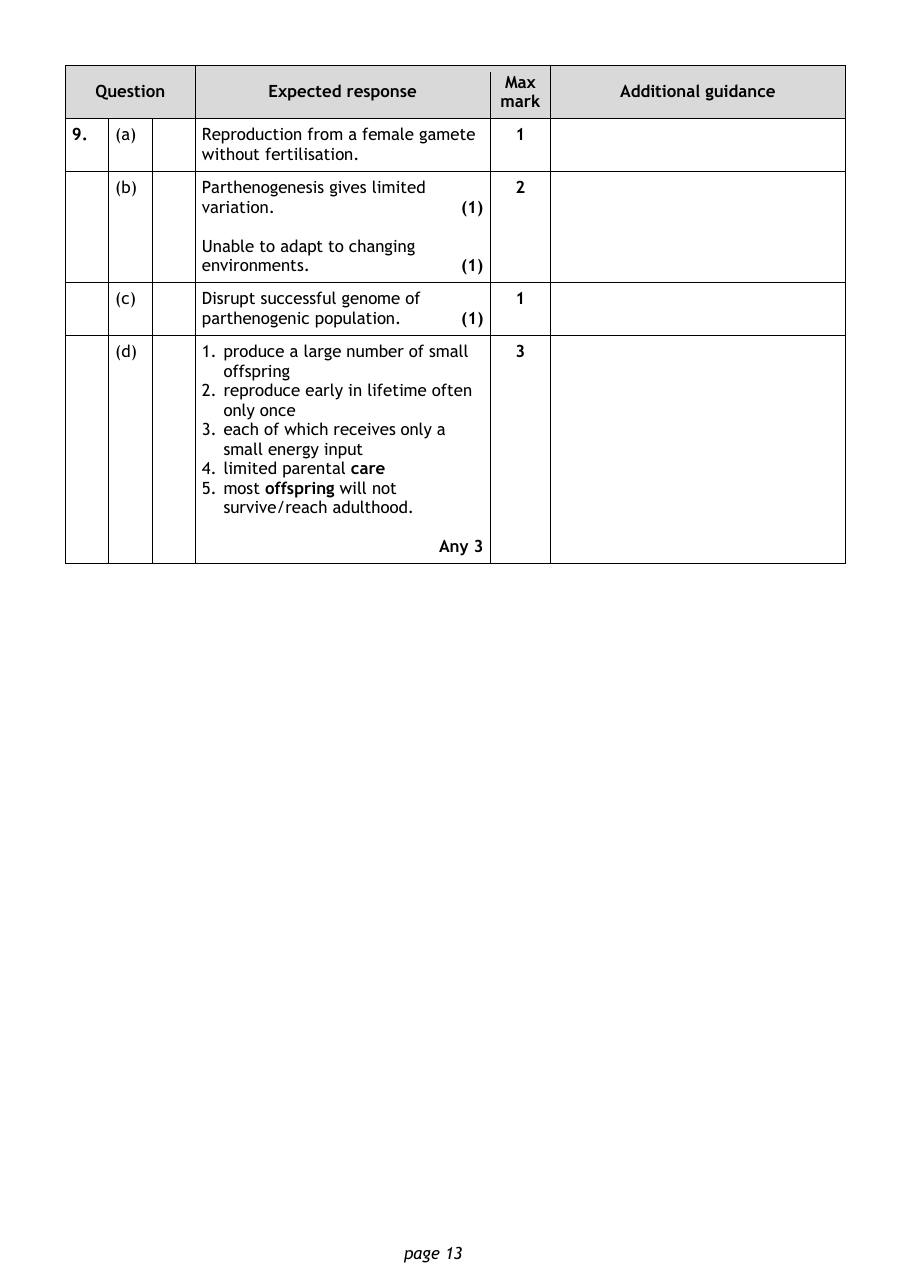 Question
Expected response
Max
mark
Additional guidance
9.
(a)
Reproduction from a female gamete
without fertilisation.
1
(b)
Parthenogenesis gives limited
variation. (1)
Unable to adapt to changing
environments. (1)
2
(c)
Disrupt successful genome of
parthenogenic population. (1)
1
(d)
1. produce a large number of small
offspring
2. reproduce early in lifetime often
only once
3. each of which receives only a
small energy input
4. limited parental care
5. most offspring will not
survive/reach adulthood.
Any 3
3
page 13